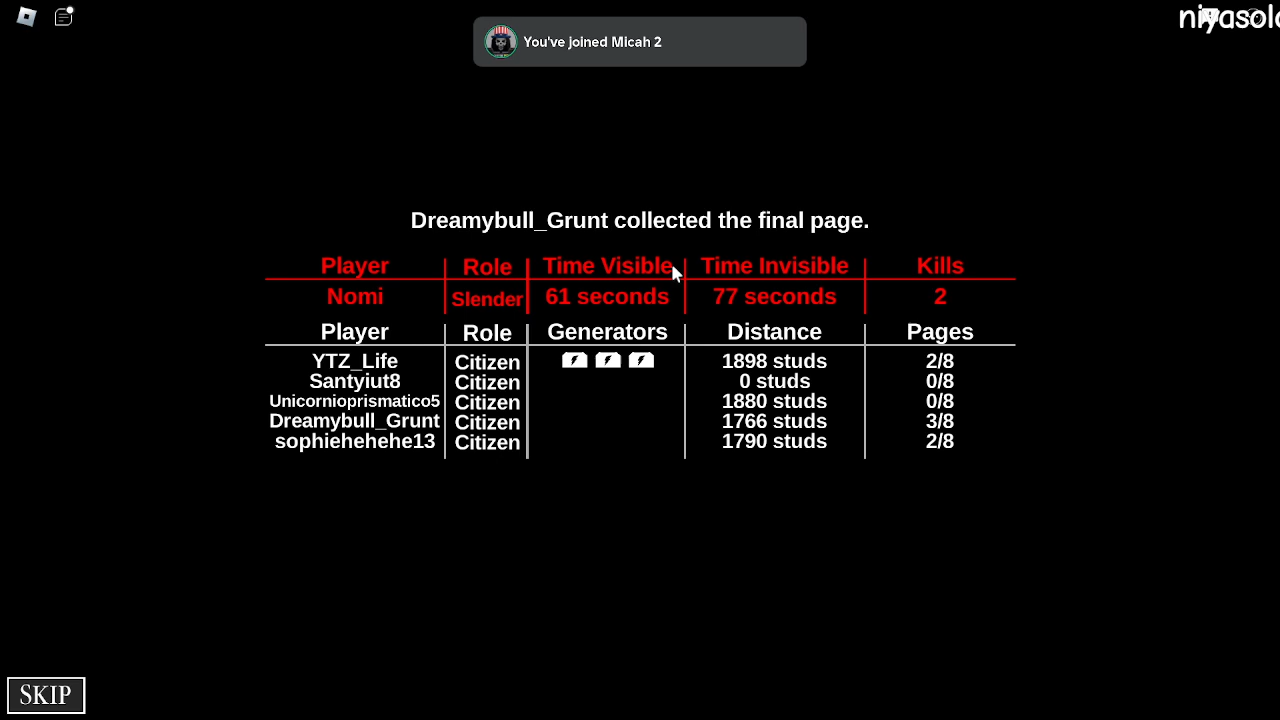 You've joined Micah 2
Dreamybull_Grunt collected the final page.
Player Role Time Visible Time Invisible Kills
Nomi Slender 61 seconds 77 seconds 2
Player Role Generators Distance Pages
YTZ_Life Citizen 1898 studs 2/8
Santyiut8 Citizen 0 studs 0/8
Unicornioprismatico5 Citizen 1880 studs 0/8
Dreamybull_Grunt Citizen 1766 studs 3/8
sophiehehehe13 Citizen 1790 studs 2/8
SKIP